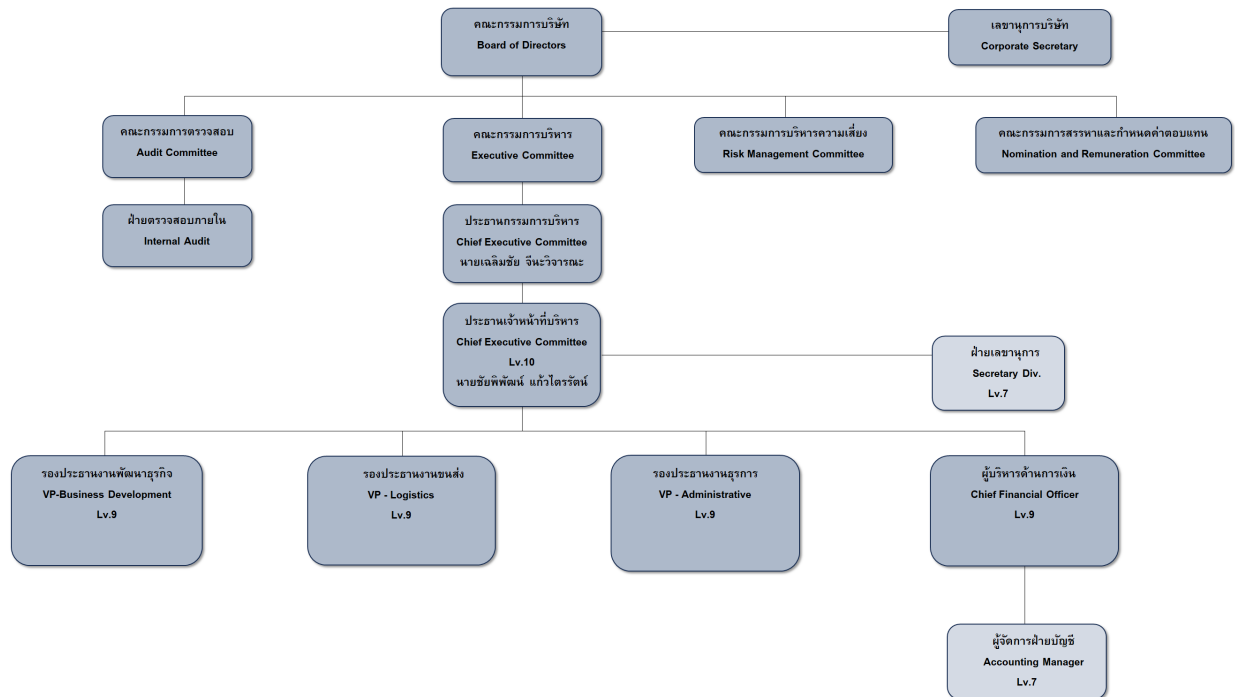 คณะกรรมการบริษัท
Board of Directors
เลขานุการบริษัท
Corporate Secretary
คณะกรรมการตรวจสอบ
Audit Committee
คณะกรรมการบริหาร
Executive Committee
คณะกรรมการบริหารความเสี่ยง
Risk Management Committee
คณะกรรมการสรรหาและกำหนดค่าตอบแทน
Nomination and Remuneration Committee
ฝ่ายตรวจสอบภายใน
Internal Audit
ประธานกรรมการบริหาร
Chief Executive Committee
นายเฉลิมชัย จีนะวิจารณะ
ประธานเจ้าหน้าที่บริหาร
Chief Executive Committee
Lv.10
นายชัยพิพัฒน์ แก้วไตรรัตน์
ฝ่ายเลขานุการ
Secretary Div.
Lv.7
รองประธานงานพัฒนาธุรกิจ
VP-Business Development
Lv.9
รองประธานงานขนส่ง
VP - Logistics
Lv.9
รองประธานงานธุรการ
VP - Administrative
Lv.9
ผู้บริหารด้านการเงิน
Chief Financial Officer
Lv.9
ผู้จัดการฝ่ายบัญชี
Accounting Manager
Lv.7